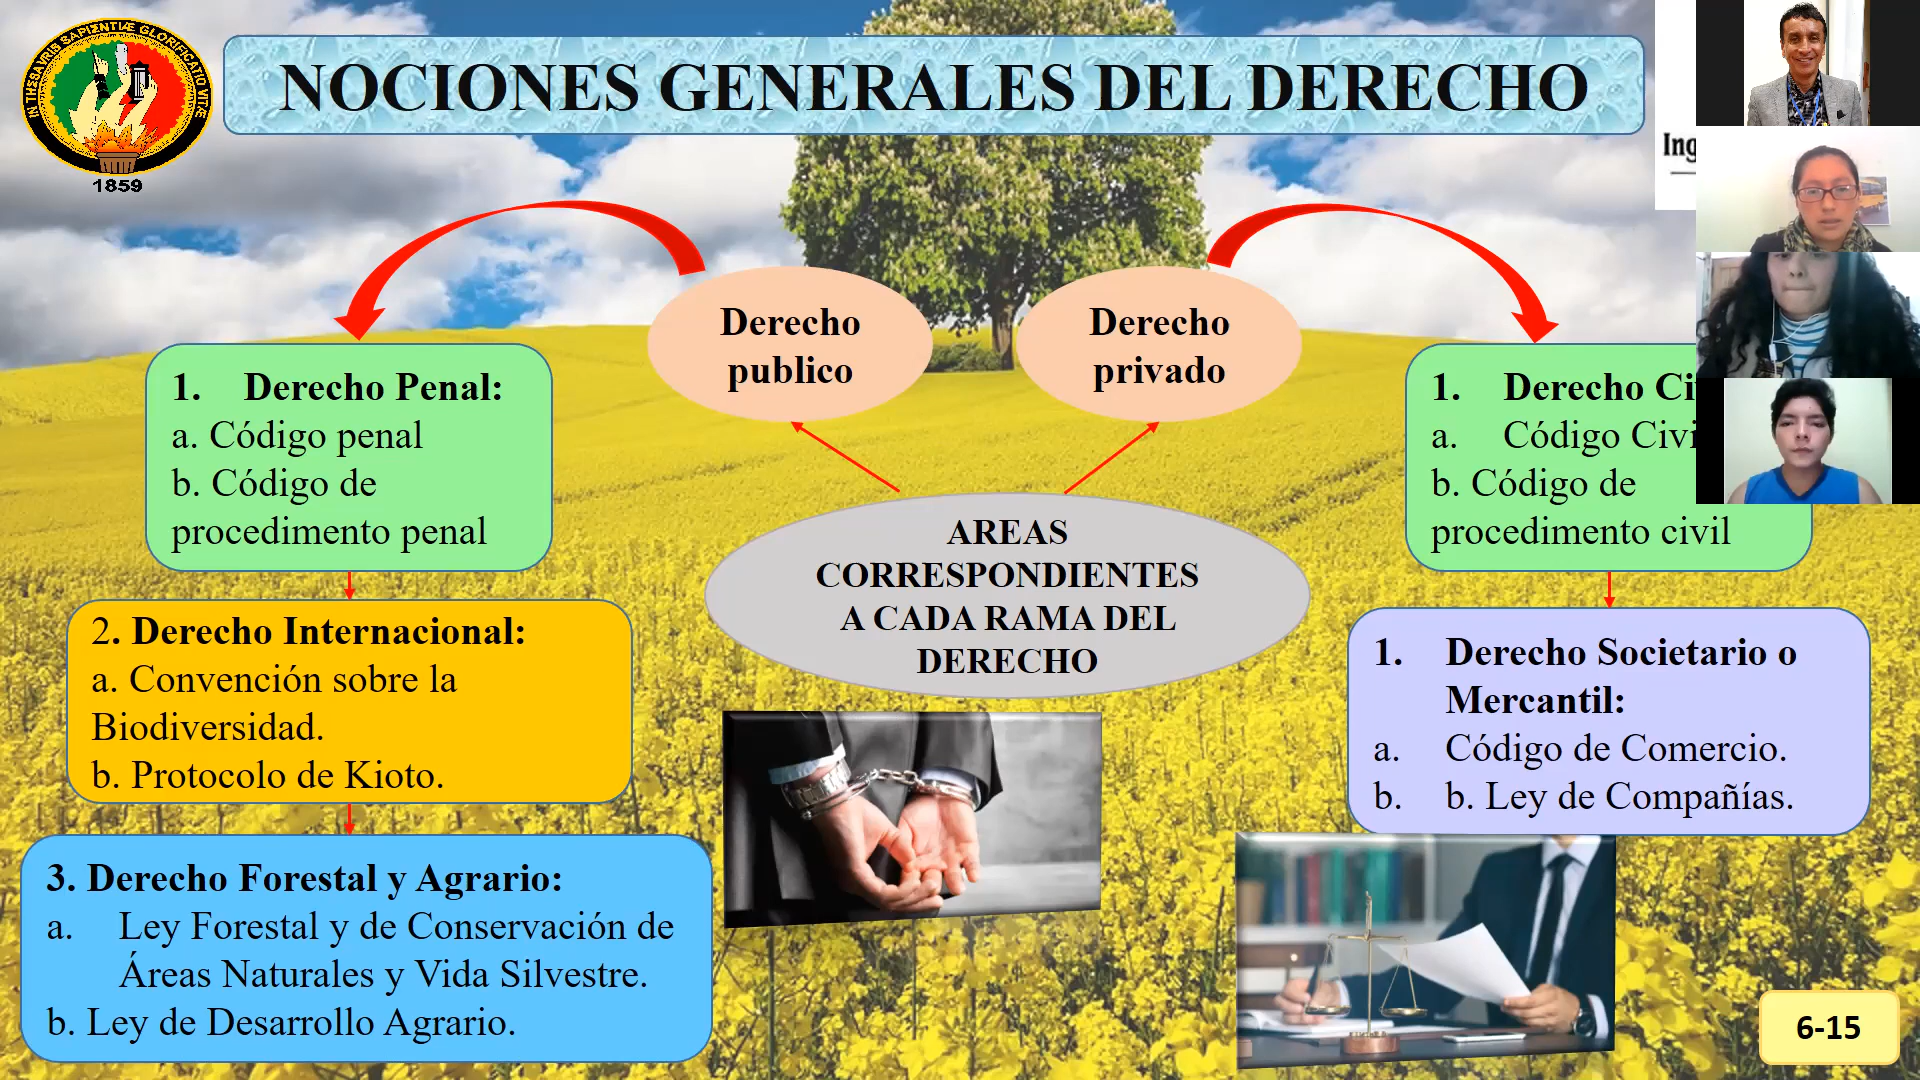 IN THESAVRIS SAPIENTIÆ GLORIFICATIO VITÆ
1859
NOCIONES GENERALES DEL DERECHO
Ing
Derecho
publico
Derecho
privado
1. Derecho Penal:
a. Código penal
b. Código de
procedimento penal
2. Derecho Internacional:
a. Convención sobre la
Biodiversidad.
b. Protocolo de Kioto.
3. Derecho Forestal y Agrario:
a. Ley Forestal y de Conservación de
Áreas Naturales y Vida Silvestre.
b. Ley de Desarrollo Agrario.
AREAS
CORRESPONDIENTES
A CADA RAMA DEL
DERECHO
1. Derecho Ci
a. Código Civi
b. Código de
procedimento civil
1. Derecho Societario o
Mercantil:
a. Código de Comercio.
b. b. Ley de Compañías.
6-15